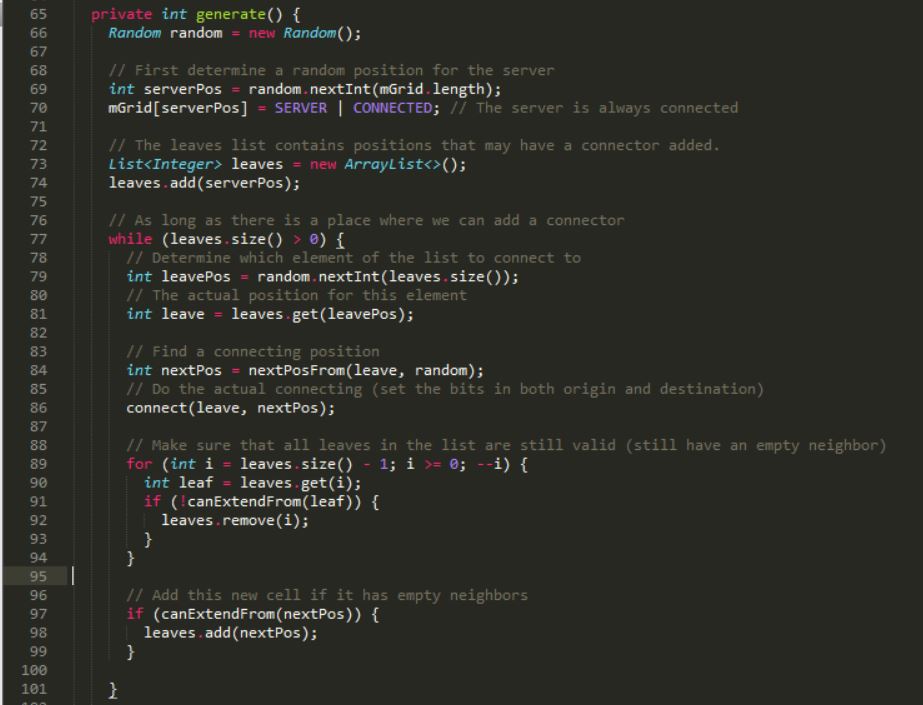 65 private int generate() {
66 Random random = new Random();
67
68 // First determine a random position for the server
69 int serverPos = random.nextInt(mGrid.length);
70 mGrid[serverPos] = SERVER | CONNECTED; // The server is always connected
71
72 // The leaves list contains positions that may have a connector added.
73 List<Integer> leaves = new ArrayList<>();
74 leaves.add(serverPos);
75
76 // As long as there is a place where we can add a connector
77 while (leaves.size() > 0) {
78 // Determine which element of the list to connect to
79 int leavePos = random.nextInt(leaves.size());
80 // The actual position for this element
81 int leave = leaves.get(leavePos);
82
83 // Find a connecting position
84 int nextPos = nextPosFrom(leave, random);
85 // Do the actual connecting (set the bits in both origin and destination)
86 connect(leave, nextPos);
87
88 // Make sure that all leaves in the list are still valid (still have an empty neighbor)
89 for (int i = leaves.size() - 1; i >= 0; --i) {
90 int leaf = leaves.get(i);
91 if (!canExtendFrom(leaf)) {
92 leaves.remove(i);
93 }
94 }
95
96 // Add this new cell if it has empty neighbors
97 if (canExtendFrom(nextPos)) {
98 leaves.add(nextPos);
99 }
100
101 }